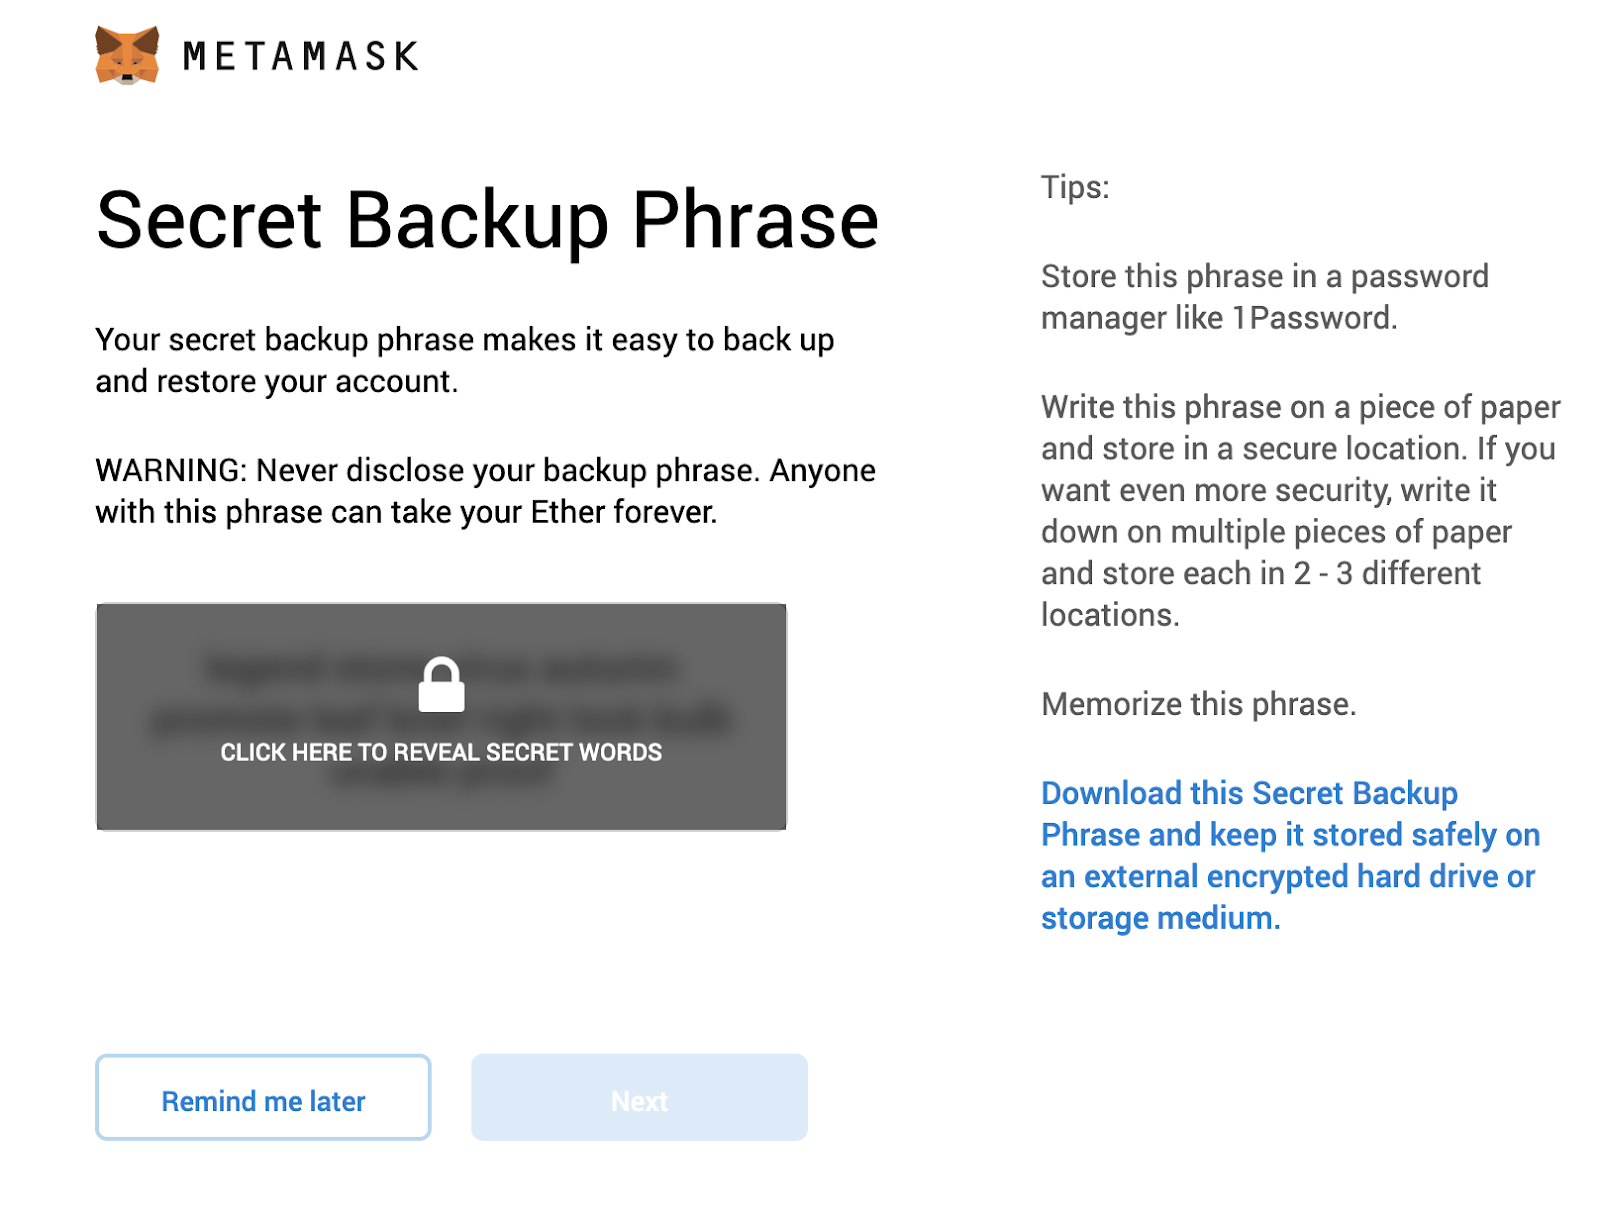 METAMASK
Secret Backup Phrase
Your secret backup phrase makes it easy to back up
and restore your account.
WARNING: Never disclose your backup phrase. Anyone
with this phrase can take your Ether forever.
CLICK HERE TO REVEAL SECRET WORDS
Remind me later
Next
Tips:
Store this phrase in a password
manager like 1Password.
Write this phrase on a piece of paper
and store in a secure location. If you
want even more security, write it
down on multiple pieces of paper
and store each in 2 - 3 different
locations.
Memorize this phrase.
Download this Secret Backup
Phrase and keep it stored safely on
an external encrypted hard drive or
storage medium.